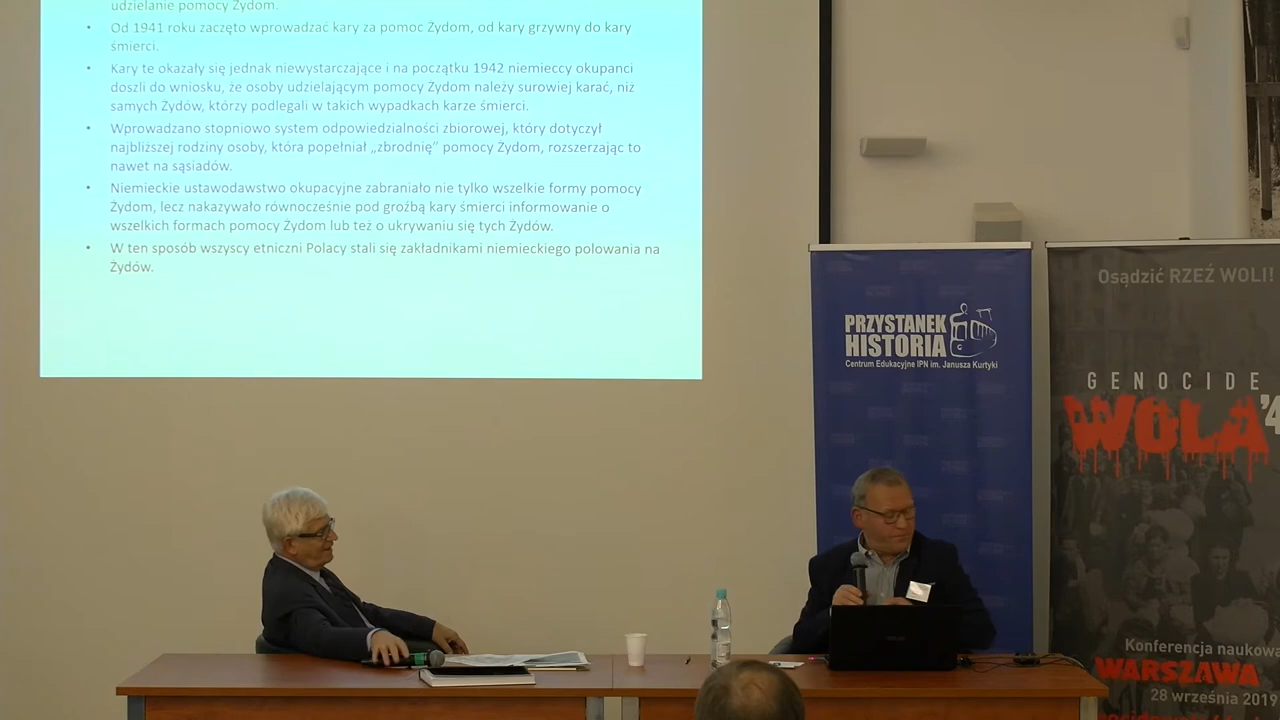 udzielanie pomocy Żydom.
• Od 1941 roku zaczęto wprowadzać kary za pomoc Żydom, od kary grzywny do kary
śmierci.
• Kary te okazały się jednak niewystarczające i na początku 1942 niemieccy okupanci
doszli do wniosku, że osoby udzielającym pomocy Żydom należy surowiej karać, niż
samych Żydów, którzy podlegali w takich wypadkach karze śmierci.
• Wprowadzano stopniowo system odpowiedzialności zbiorowej, który dotyczył
najbliższej rodziny osoby, która popełniał „zbrodnię" pomocy Żydom, rozszerzając to
nawet na sąsiadów.
• Niemieckie ustawodawstwo okupacyjne zabraniało nie tylko wszelkie formy pomocy
Żydom, lecz nakazywało równocześnie pod groźbą kary śmierci informowanie o
wszelkich formach pomocy Żydom lub też o ukrywaniu się tych Żydów.
• W ten sposób wszyscy etniczni Polacy stali się zakładnikami niemieckiego polowania na
Żydów.
PRZYSTANEK
HISTORIA
Centrum Edukacyjne IPN im. Janusza Kurtyki
Osądzić RZEŹ WOLI!
GENOCIDE
WOLA '4
Konferencja naukowa
WARSZAWA
28 września 2019